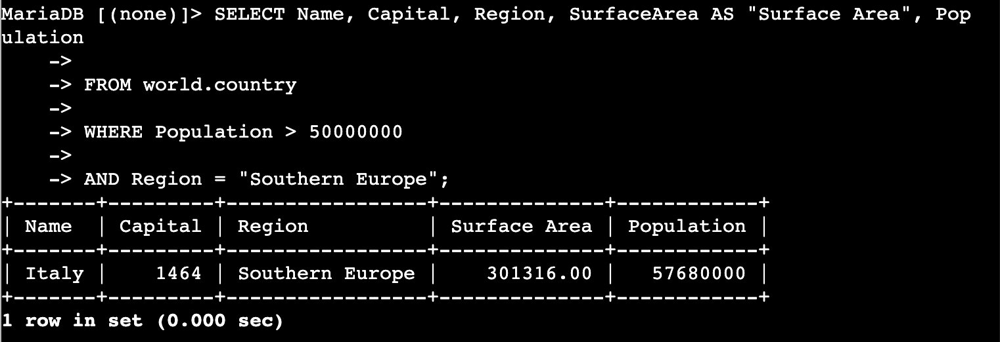 MariaDB [(none)]> SELECT Name, Capital, Region, SurfaceArea AS "Surface Area", Pop
ulation
    ->
    -> FROM world.country
    ->
    -> WHERE Population > 50000000
    ->
    -> AND Region = "Southern Europe";
+-------+---------+-----------------+--------------+------------+
| Name  | Capital | Region          | Surface Area | Population |
+-------+---------+-----------------+--------------+------------+
| Italy |    1464 | Southern Europe |    301316.00 |   57680000 |
+-------+---------+-----------------+--------------+------------+
1 row in set (0.000 sec)